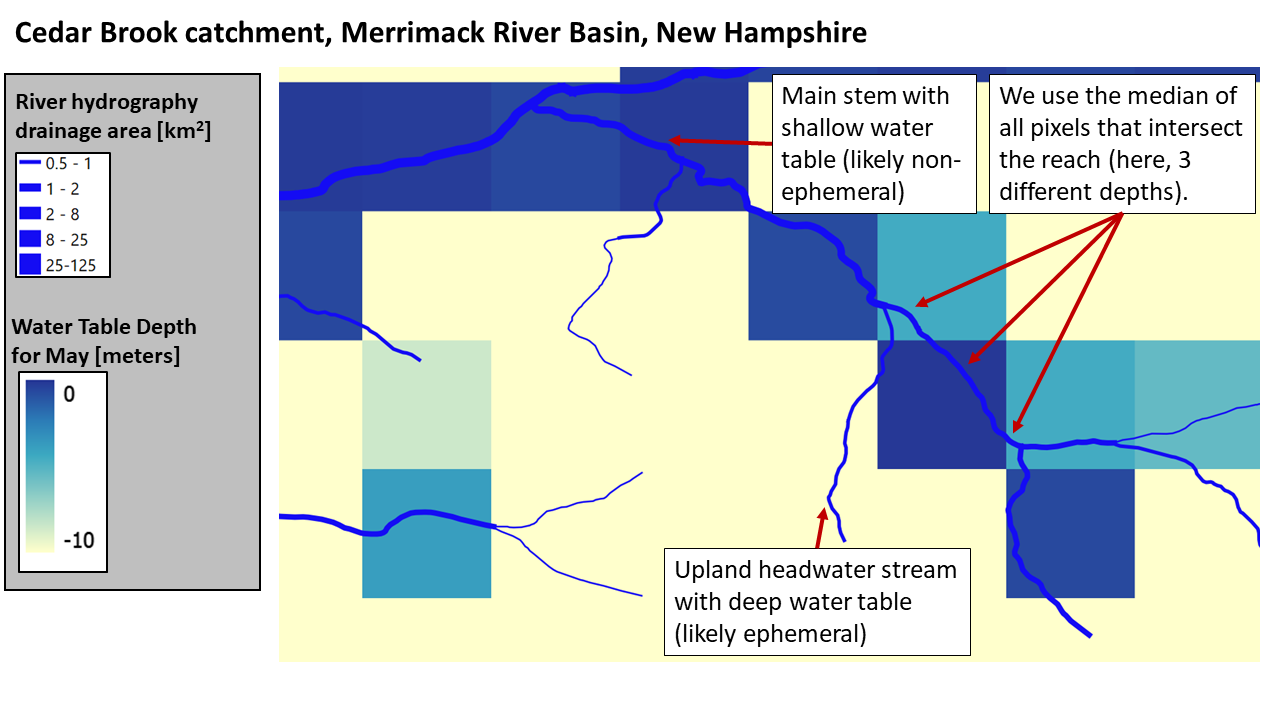 Cedar Brook catchment, Merrimack River Basin, New Hampshire
River hydrography
drainage area [km²]
0.5 - 1
1 - 2
2 - 8
8 - 25
25-125
Water Table Depth
for May [meters]
0
-10
Main stem with
shallow water
table (likely non-
ephemeral)
We use the median of
all pixels that intersect
the reach (here, 3
different depths).
Upland headwater stream
with deep water table
(likely ephemeral)